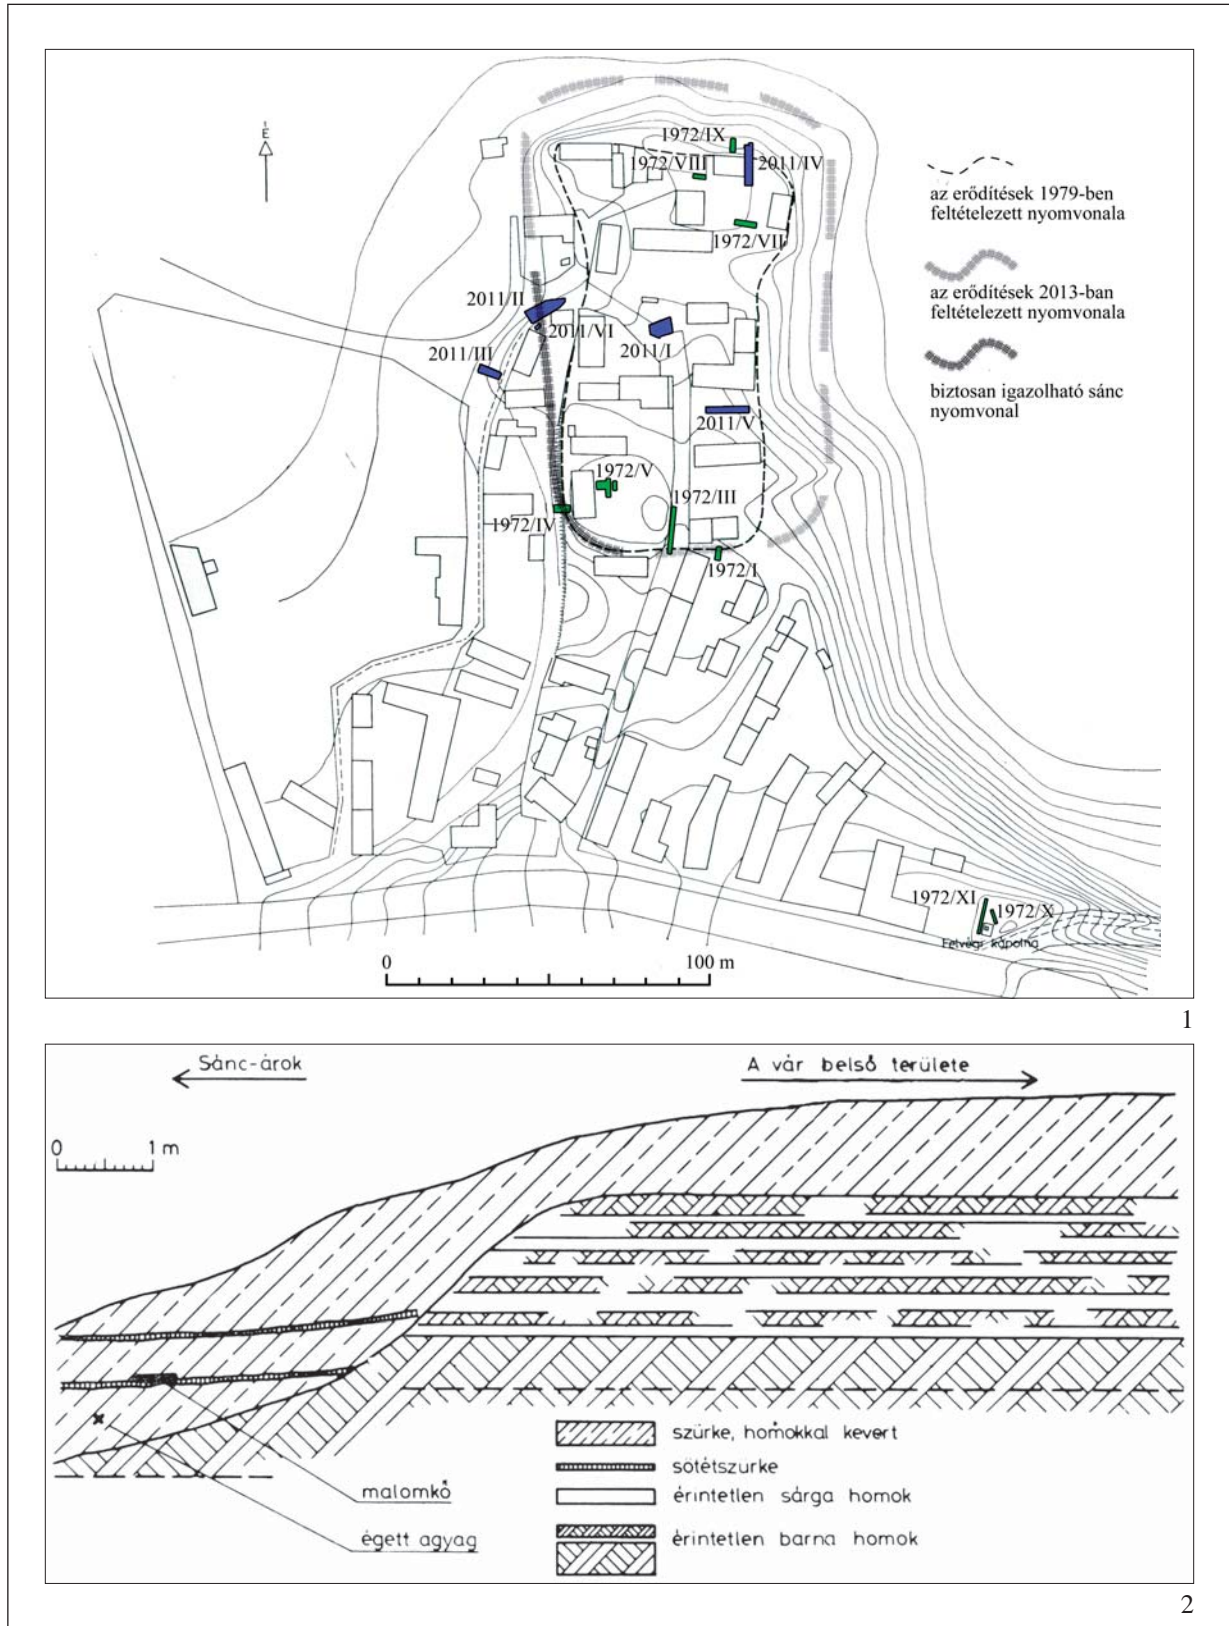 É
1972/IX
1972/VIII
2011/IV
1972/VII
2011/II
2011/VI
2011/III
2011/I
2011/V
1972/V
1972/III
1972/IV
1972/I
1972/XI
1972/X
Felvégi kápolna
0 100 m
az erődítések 1979-ben
feltételezett nyomvonala
az erődítések 2013-ban
feltételezett nyomvonala
biztosan igazolható sánc
nyomvonal
1
Sánc-árok
A vár belső területe
0 1 m
malomkő
égett agyag
szürke, homokkal kevert
sötétszürke
érintetlen sárga homok
érintetlen barna homok
2